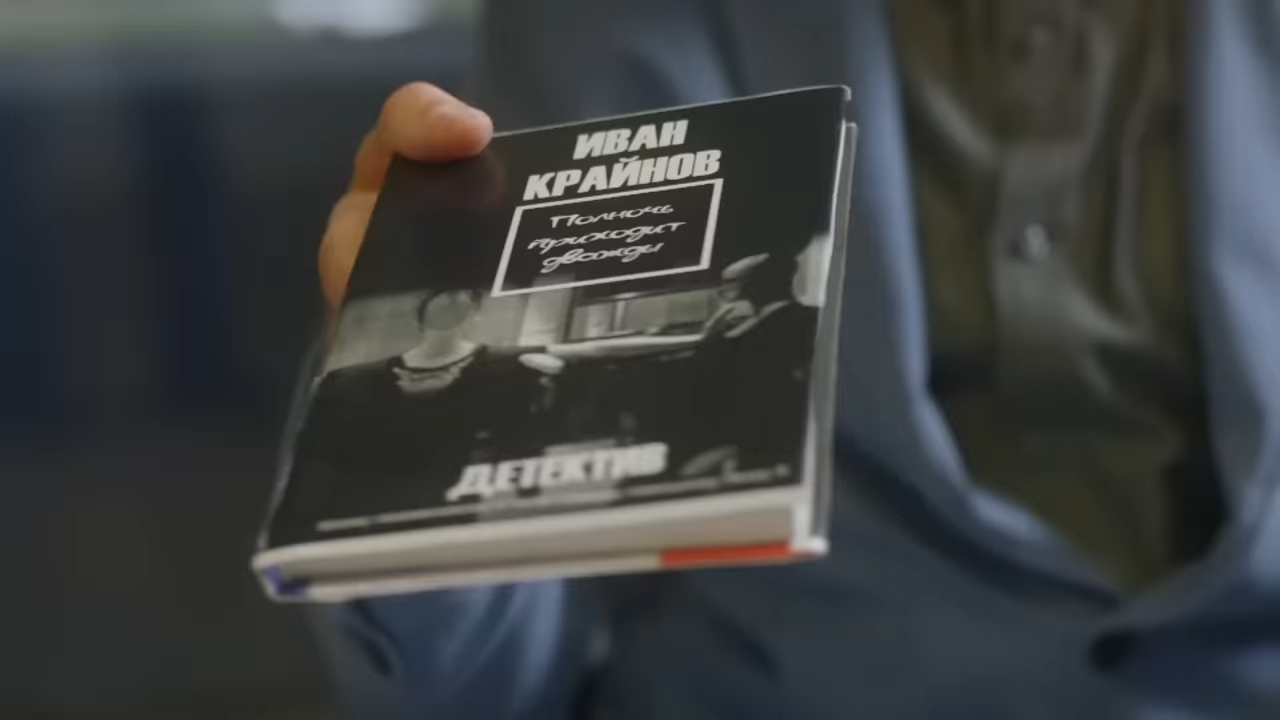 ИВАН
КРАЙНОВ
Полночь
приходит
дважды
ДЕТЕКТИВ